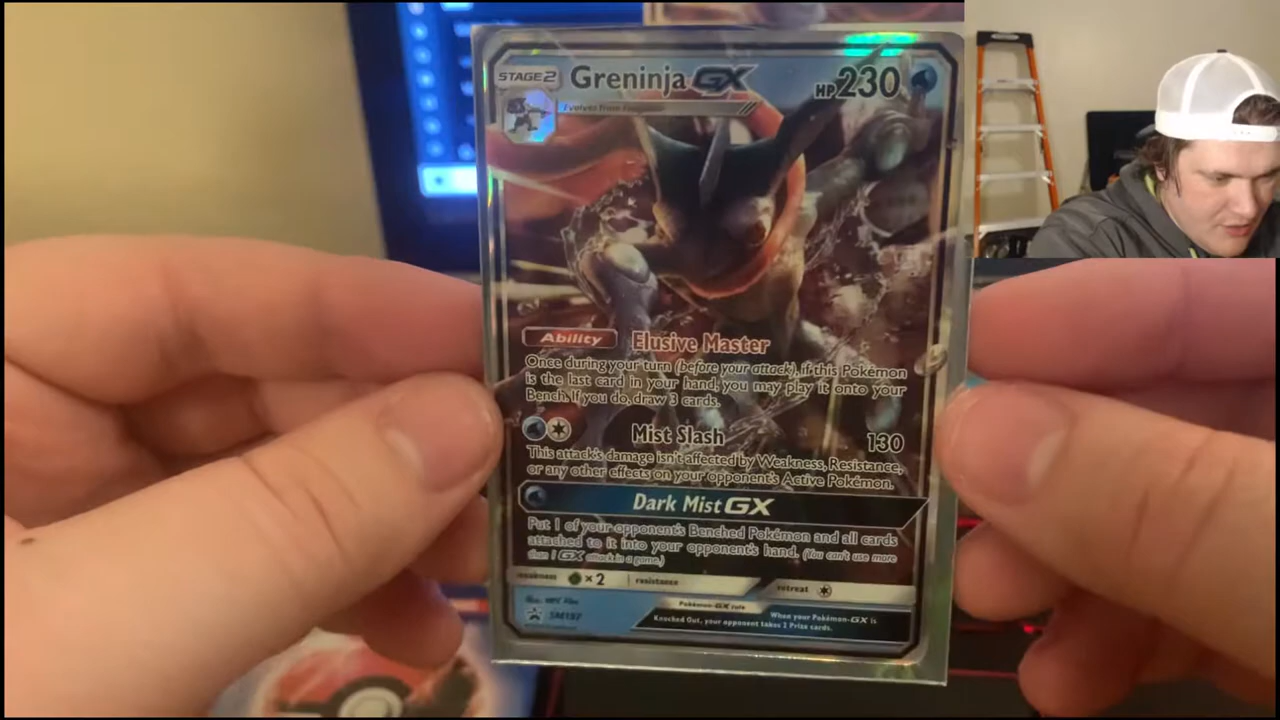 STAGE 2 Greninja GX HP 230
Evolves from
Ability Elusive Master
Once during your turn (before your attack), if this Pokémon
is the last card in your hand, you may play it onto your
Bench. If you do, draw 3 cards.
Mist Slash 130
This attack's damage isn't affected by Weakness, Resistance,
or any other effects on your opponent's Active Pokémon.
Dark Mist GX
Put 1 of your opponent's Benched Pokémon and all cards
attached to it into your opponent's hand. (You can't use more
than 1 GX attack in a game.)
weakness ×2 resistance retreat
Pokémon-GX rule
When your Pokémon-GX is
Knocked Out, your opponent takes 2 Prize cards.
SM197